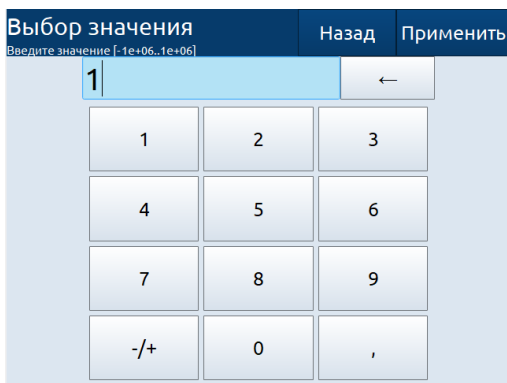 Выбор значения
Введите значение [-1e+06..1e+06]
Назад
Применить
1
←
1 2 3
4 5 6
7 8 9
-/+ 0 ,